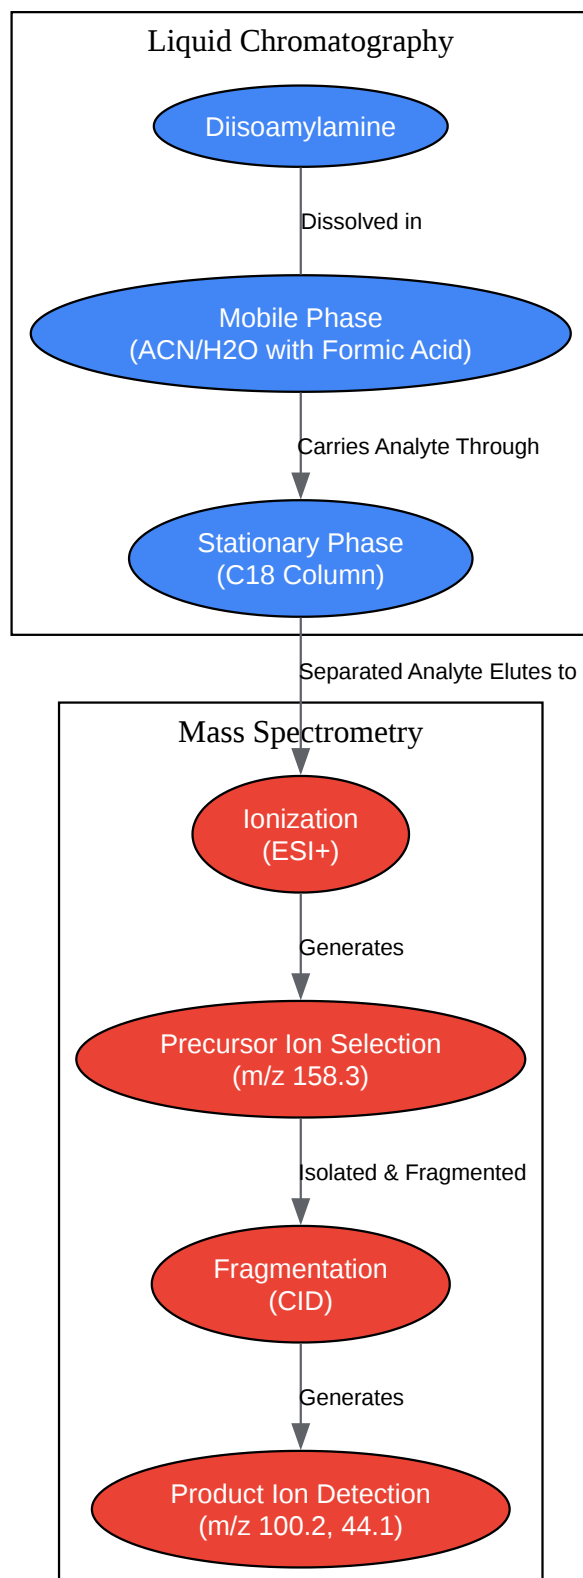 Liquid Chromatography
Diisoamylamine
Dissolved in
Mobile Phase
(ACN/H2O with Formic Acid)
Carries Analyte Through
Stationary Phase
(C18 Column)
Separated Analyte Elutes to
Mass Spectrometry
Ionization
(ESI+)
Generates
Precursor Ion Selection
(m/z 158.3)
Isolated & Fragmented
Fragmentation
(CID)
Generates
Product Ion Detection
(m/z 100.2, 44.1)